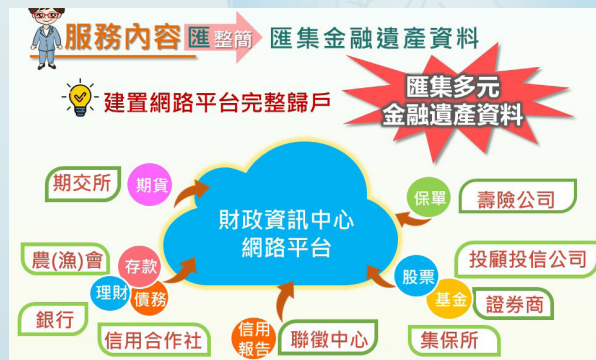 服務內容 匯 整簡 匯集金融遺產資料
建置網路平台完整歸戶
匯集多元
金融遺產資料
期交所
期貨
財政資訊中心
網路平台
保單
壽險公司
農(漁)會
存款
理財
債務
銀行
信用合作社
信用
報告
聯徵中心
股票
基金
投顧投信公司
證券商
集保所